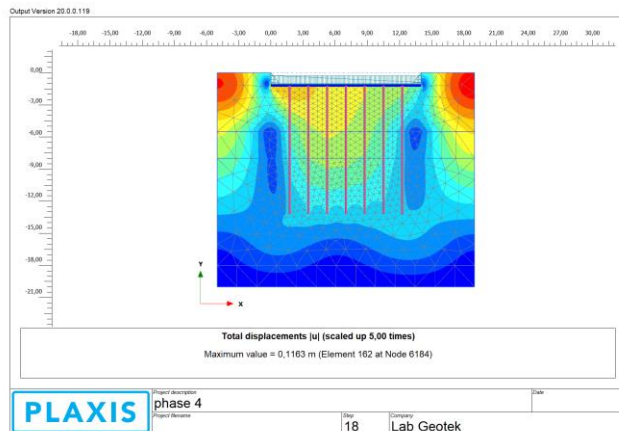 Output Version 20.0.0.119
-18,00 -15,00 -12,00 -9,00 -6,00 -3,00 0,00 3,00 6,00 9,00 12,00 15,00 18,00 21,00 24,00 27,00 30,00
0,00
-3,00
-6,00
-9,00
-12,00
-15,00
-18,00
-21,00
Y
X
Total displacements |u| (scaled up 5,00 times)
Maximum value = 0,1163 m (Element 162 at Node 6184)
PLAXIS
Project description
phase 4
Date
Project filename
Step
18
Company
Lab Geotek